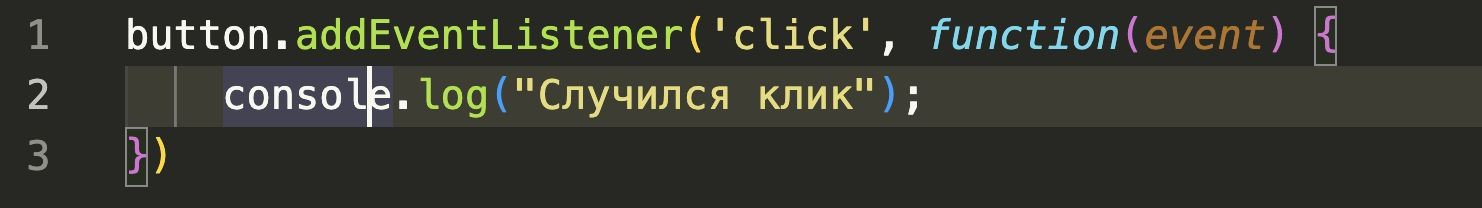 1 button.addEventListener('click', function(event) {
2 console.log("Случился клик");
3 })